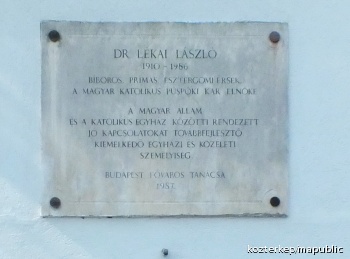 DR. LÉKAI LÁSZLÓ
1910-1986
BÍBOROS, PRÍMÁS ESZTERGOMI ÉRSEK,
A MAGYAR KATOLIKUS PÜSPÖKI KAR ELNÖKE
A MAGYAR ÁLLAM
ÉS A KATOLIKUS EGYHÁZ KÖZÖTTI RENDEZETT
JÓ KAPCSOLATOKAT TOVÁBBFEJLESZTŐ
KIEMELKEDŐ EGYHÁZI ÉS KÖZÉLETI
SZEMÉLYISÉG
BUDAPEST FŐVÁROS TANÁCSA
1987.
kozterkep/mapublic